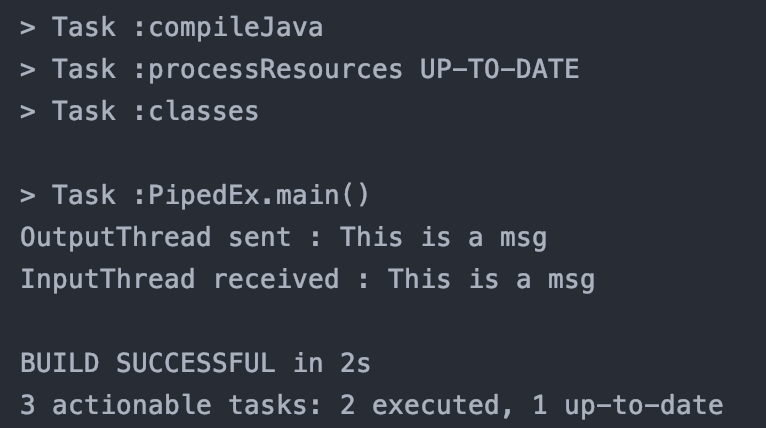 > Task :compileJava
> Task :processResources UP-TO-DATE
> Task :classes
> Task :PipedEx.main()
OutputThread sent : This is a msg
InputThread received : This is a msg
BUILD SUCCESSFUL in 2s
3 actionable tasks: 2 executed, 1 up-to-date